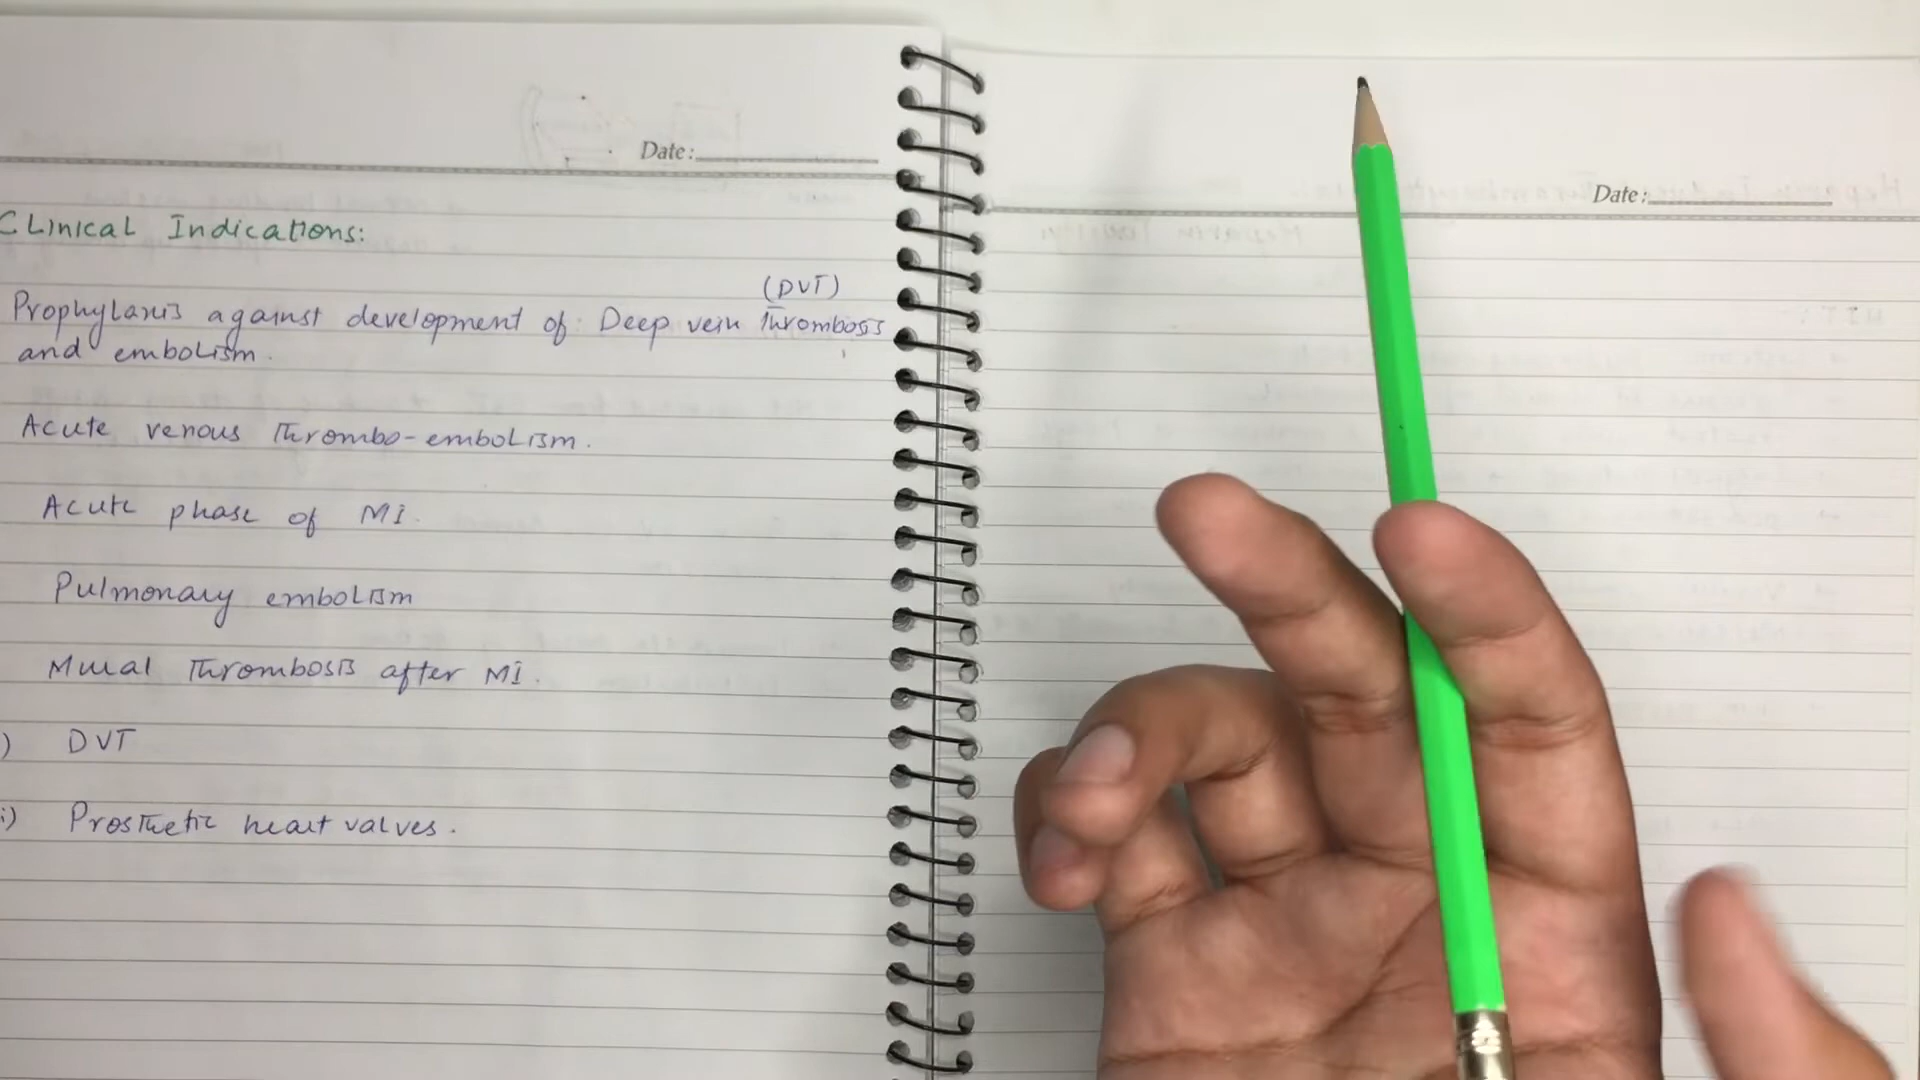 Date:
Clinical Indications:
(DVT)
Prophylaxis against development of Deep vein Thrombosis
and embolism.
Acute venous Thrombo-embolism.
Acute phase of MI.
Pulmonary embolism
Mural Thrombosis after MI.
) DVT
i) Prosthetic heart valves.
Date: